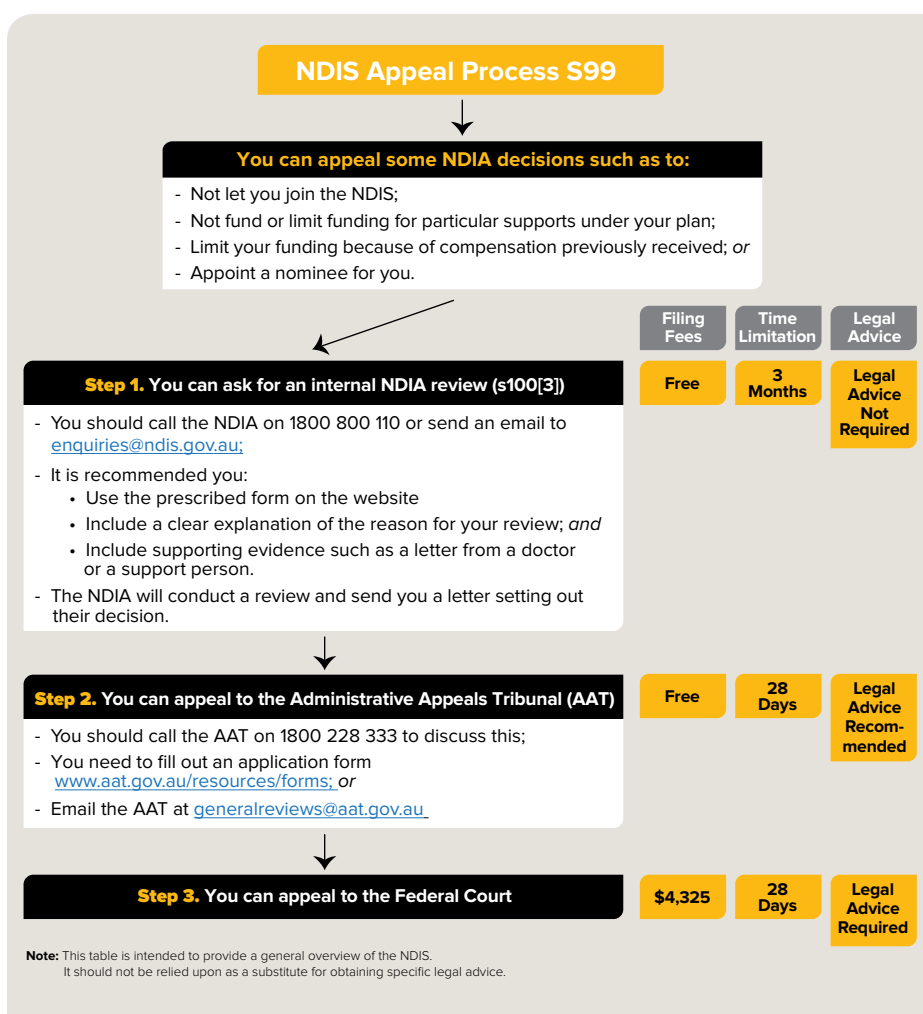 NDIS Appeal Process S99
You can appeal some NDIA decisions such as to:
- Not let you join the NDIS;
- Not fund or limit funding for particular supports under your plan;
- Limit your funding because of compensation previously received; or
- Appoint a nominee for you.
Filing
Fees
Time
Limitation
Legal
Advice
Step 1. You can ask for an internal NDIA review (s100[3])
Free
3
Months
Legal
Advice
Not
Required
- You should call the NDIA on 1800 800 110 or send an email to
enquiries@ndis.gov.au;
- It is recommended you:
• Use the prescribed form on the website
• Include a clear explanation of the reason for your review; and
• Include supporting evidence such as a letter from a doctor
or a support person.
- The NDIA will conduct a review and send you a letter setting out
their decision.
Step 2. You can appeal to the Administrative Appeals Tribunal (AAT)
Free
28
Days
Legal
Advice
Recom-
mended
- You should call the AAT on 1800 228 333 to discuss this;
- You need to fill out an application form
www.aat.gov.au/resources/forms; or
- Email the AAT at generalreviews@aat.gov.au
Step 3. You can appeal to the Federal Court
$4,325
28
Days
Legal
Advice
Required
Note: This table is intended to provide a general overview of the NDIS.
It should not be relied upon as a substitute for obtaining specific legal advice.